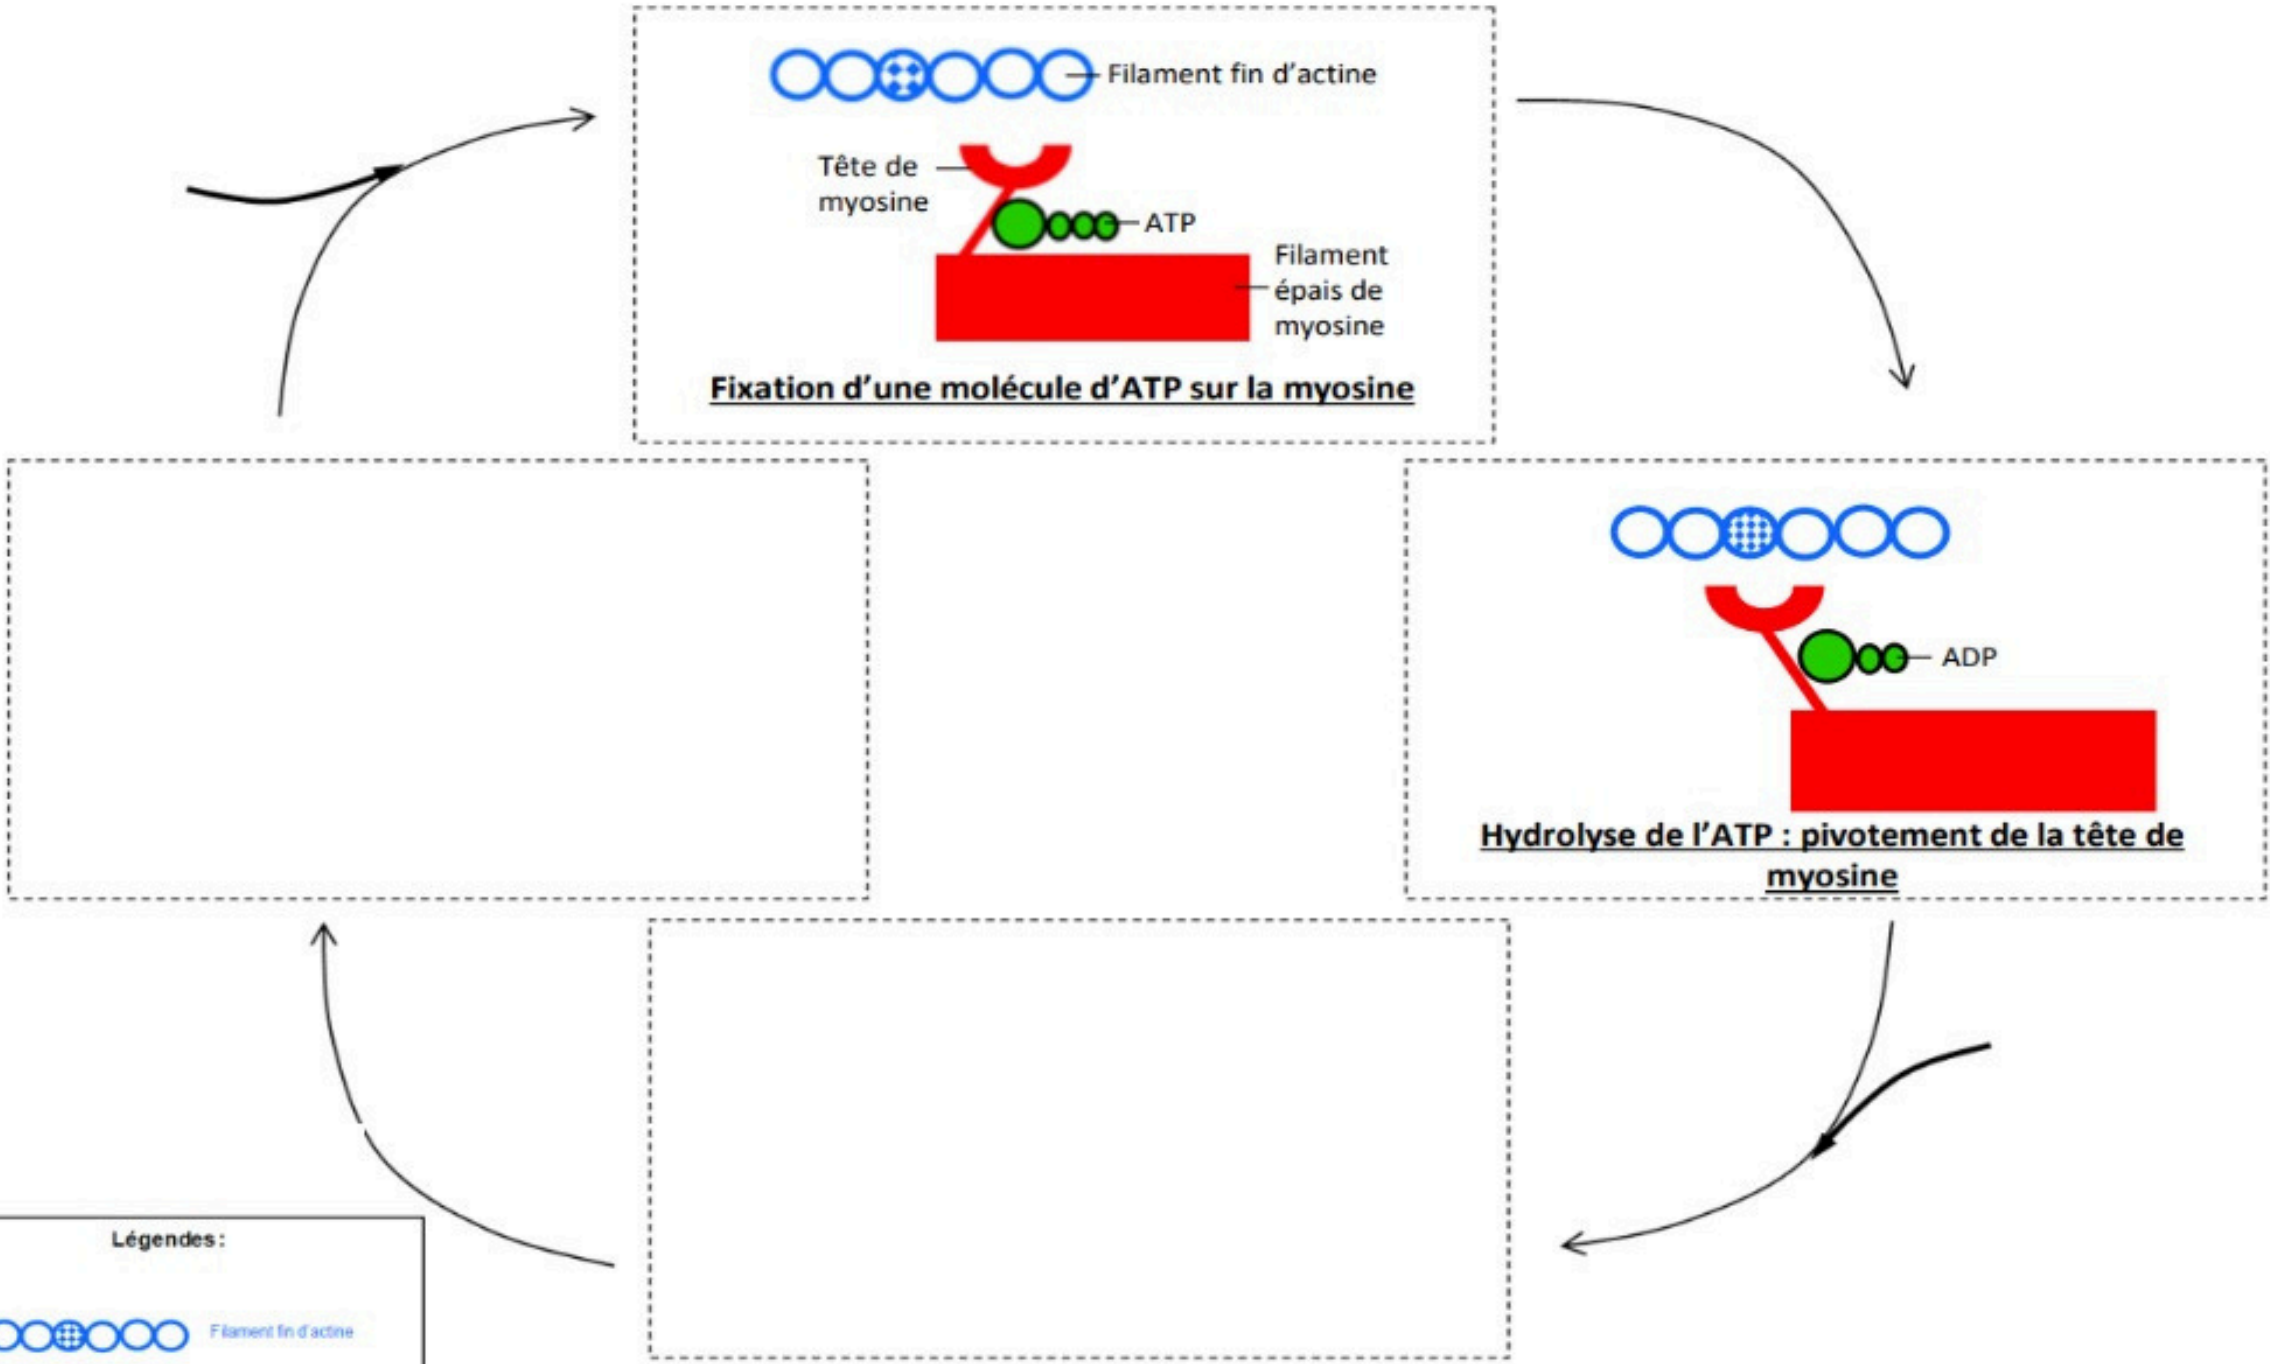 Filament fin d’actine
Tête de
myosine
ATP
Filament
épais de
myosine
Fixation d’une molécule d’ATP sur la myosine
ADP
Hydrolyse de l’ATP : pivotement de la tête de
myosine
Légendes :
Filament fin d'actine